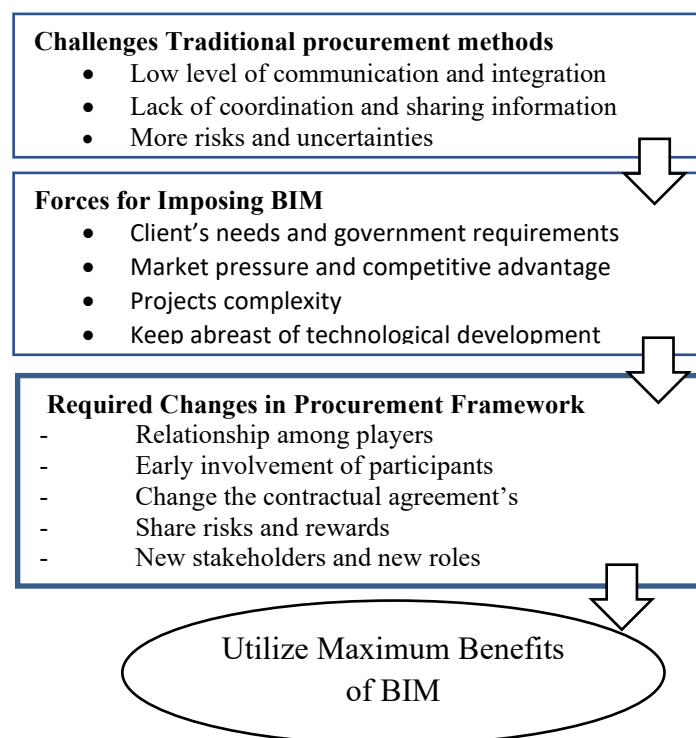 Challenges Traditional procurement methods
• Low level of communication and integration
• Lack of coordination and sharing information
• More risks and uncertainties
Forces for Imposing BIM
• Client’s needs and government requirements
• Market pressure and competitive advantage
• Projects complexity
• Keep abreast of technological development
Required Changes in Procurement Framework
- Relationship among players
- Early involvement of participants
- Change the contractual agreement’s
- Share risks and rewards
- New stakeholders and new roles
Utilize Maximum Benefits
of BIM